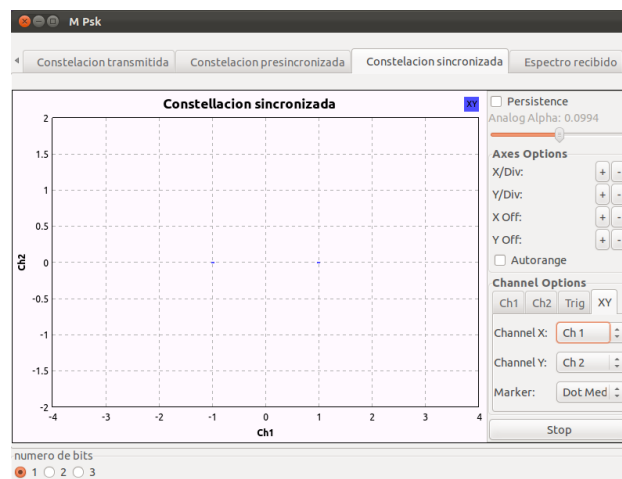 M Psk
Constelacion transmitida Constelacion presincronizada Constelacion sincronizada Espectro recibido
Constellacion sincronizada
XY
2
1.5
1
0.5
0
-0.5
-1
-1.5
-2
Ch2
-4 -3 -2 -1 0 1 2 3 4
Ch1
Persistence
Analog Alpha: 0.0994
Axes Options
X/Div: + -
Y/Div: + -
X Off: + -
Y Off: + -
Autorange
Channel Options
Ch1 Ch2 Trig XY
Channel X: Ch 1
Channel Y: Ch 2
Marker: Dot Med
Stop
numero de bits
1 2 3